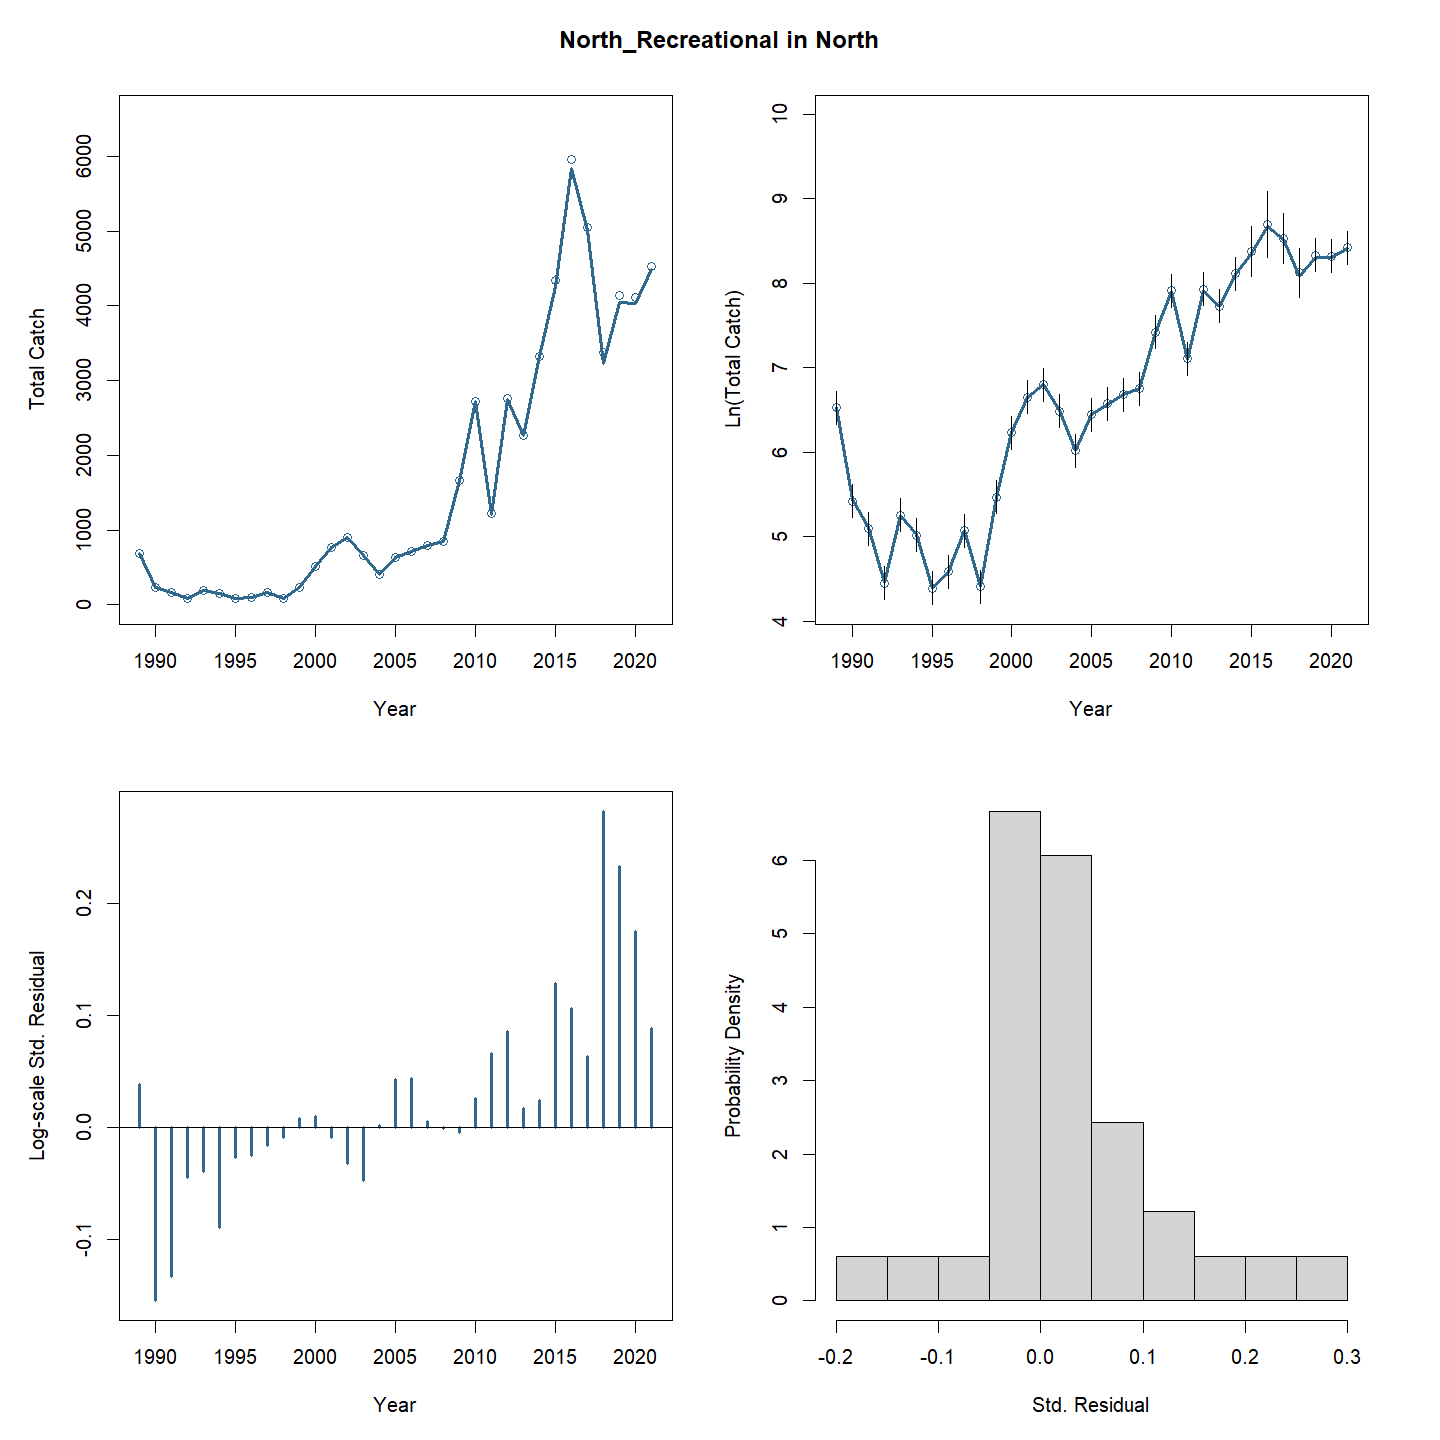 North_Recreational in North
Total Catch
0
1000
2000
3000
4000
5000
6000
1990 1995 2000 2005 2010 2015 2020
Year
Ln(Total Catch)
4
5
6
7
8
9
10
1990 1995 2000 2005 2010 2015 2020
Year
Log-scale Std. Residual
-0.1
0.0
0.1
0.2
1990 1995 2000 2005 2010 2015 2020
Year
Probability Density
0
1
2
3
4
5
6
-0.2 -0.1 0.0 0.1 0.2 0.3
Std. Residual